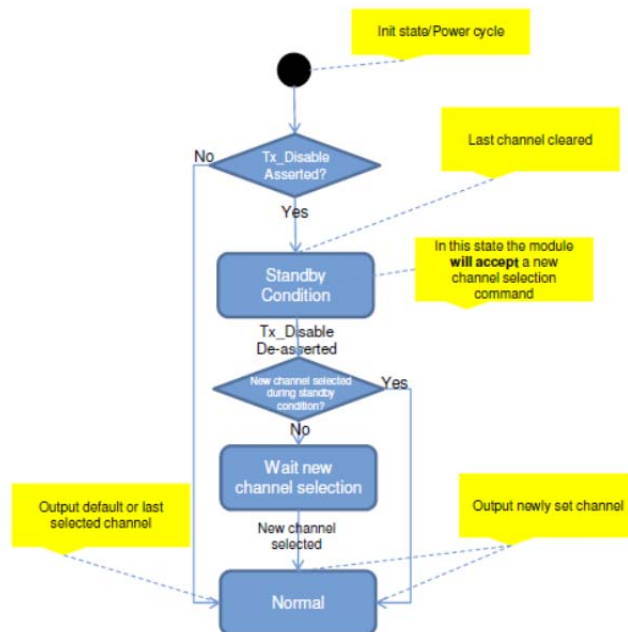 Init state/Power cycle
No
Tx_Disable
Asserted?
Last channel cleared
Yes
Standby
Condition
In this state the module
will accept a new
channel selection
command
Tx_Disable
De-asserted
New channel selected
during standby
condition?
Yes
No
Wait new
channel selection
Output default or last
selected channel
Output newly set channel
New channel
selected
Normal